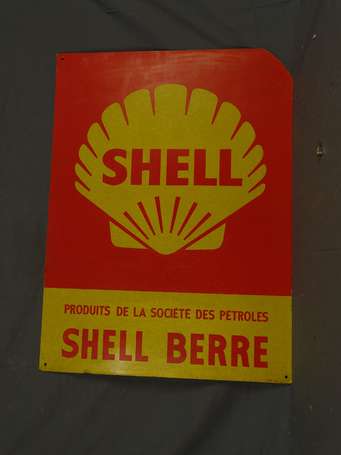 SHELL
PRODUITS DE LA SOCIÉTÉ DES PETROLES
SHELL BERRE